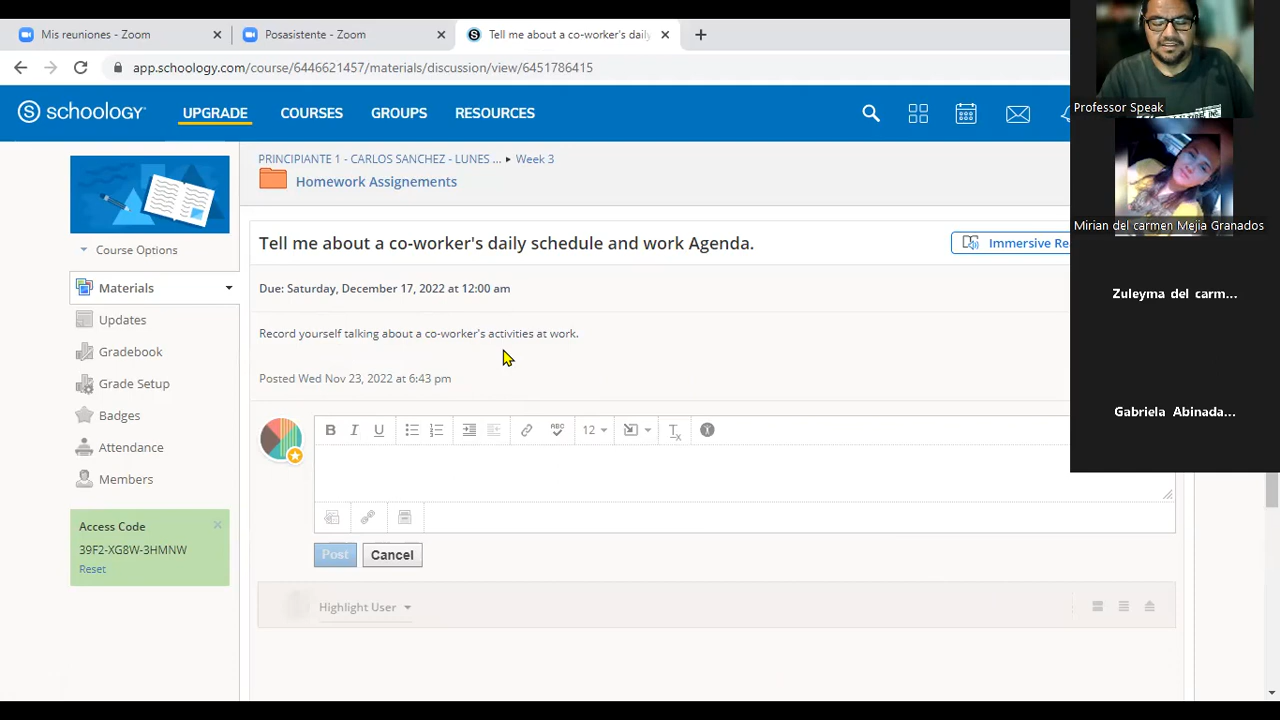 Mis reuniones - Zoom
Posasistente - Zoom
Tell me about a co-worker's daily
app.schoology.com/course/6446621457/materials/discussion/view/6451786415
S schoology
UPGRADE
COURSES
GROUPS
RESOURCES
Professor Speak
Mirian del carmen Mejia Granados
Zuleyma del carm...
Gabriela Abinada...
PRINCIPIANTE 1 - CARLOS SANCHEZ - LUNES ... ▸ Week 3
Homework Assignements
Course Options
Materials
Updates
Gradebook
Grade Setup
Badges
Attendance
Members
Access Code
39F2-XG8W-3HMNW
Reset
Tell me about a co-worker's daily schedule and work Agenda.
Immersive Re
Due: Saturday, December 17, 2022 at 12:00 am
Record yourself talking about a co-worker's activities at work.
Posted Wed Nov 23, 2022 at 6:43 pm
B I U ABC 12 Tx
Post
Cancel
Highlight User